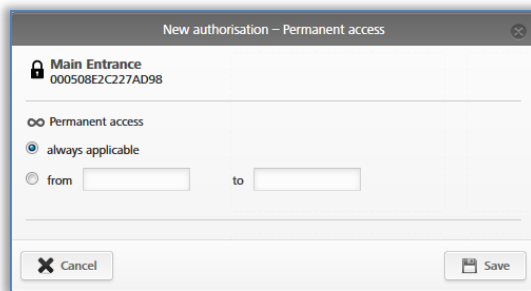 New authorisation – Permanent access
Main Entrance
000508E2C227AD98
Permanent access
always applicable
from to
Cancel Save